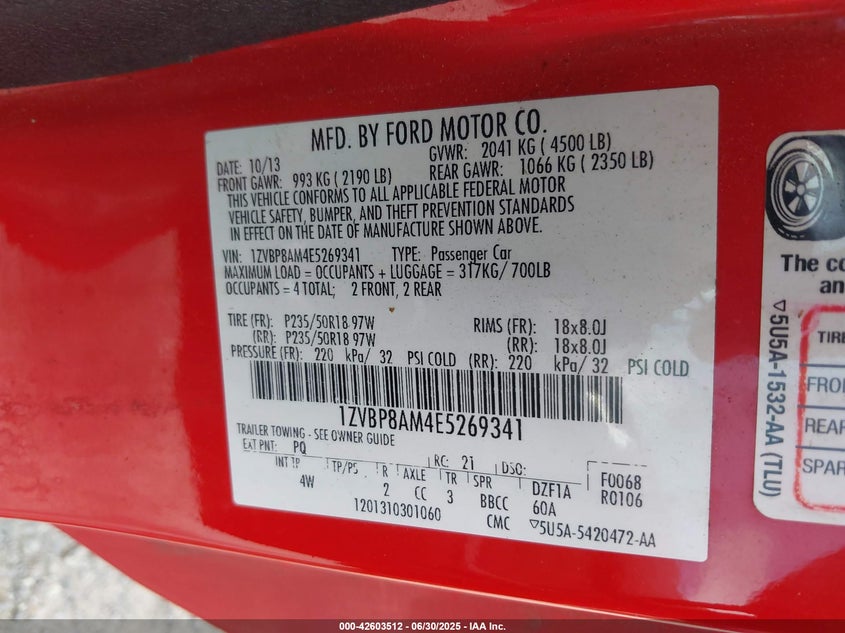 MFD. BY FORD MOTOR CO.
DATE: 10/13 GVWR: 2041 KG ( 4500 LB)
FRONT GAWR: 993 KG ( 2190 LB) REAR GAWR: 1066 KG ( 2350 LB)
THIS VEHICLE CONFORMS TO ALL APPLICABLE FEDERAL MOTOR
VEHICLE SAFETY, BUMPER, AND THEFT PREVENTION STANDARDS
IN EFFECT ON THE DATE OF MANUFACTURE SHOWN ABOVE.
VIN: 1ZVBP8AM4E5269341 TYPE: Passenger Car
MAXIMUM LOAD = OCCUPANTS + LUGGAGE = 317KG/ 700LB
OCCUPANTS = 4 TOTAL; 2 FRONT, 2 REAR
TIRE (FR): P235/50R18 97W RIMS (FR): 18x8.0J
(RR): P235/50R18 97W (RR): 18x8.0J
PRESSURE (FR): 220 kPa/ 32 PSI COLD (RR): 220 kPa/ 32 PSI COLD
1ZVBP8AM4E5269341
TRAILER TOWING - SEE OWNER GUIDE
EXT PNT: PQ RC: 21 DSO: F0068
INT TR TP/PS R AXLE TR SPR DZF1A R0106
4W 2 CC 3 BBCC 60A
1201310301060 CMC ▽5U5A-5420472-AA
The co
an
TIRE
FRO
REAR
SPAR
▽5U5A-1532-AA (TLU)
000-42603512 - 06/30/2025 - IAA Inc.